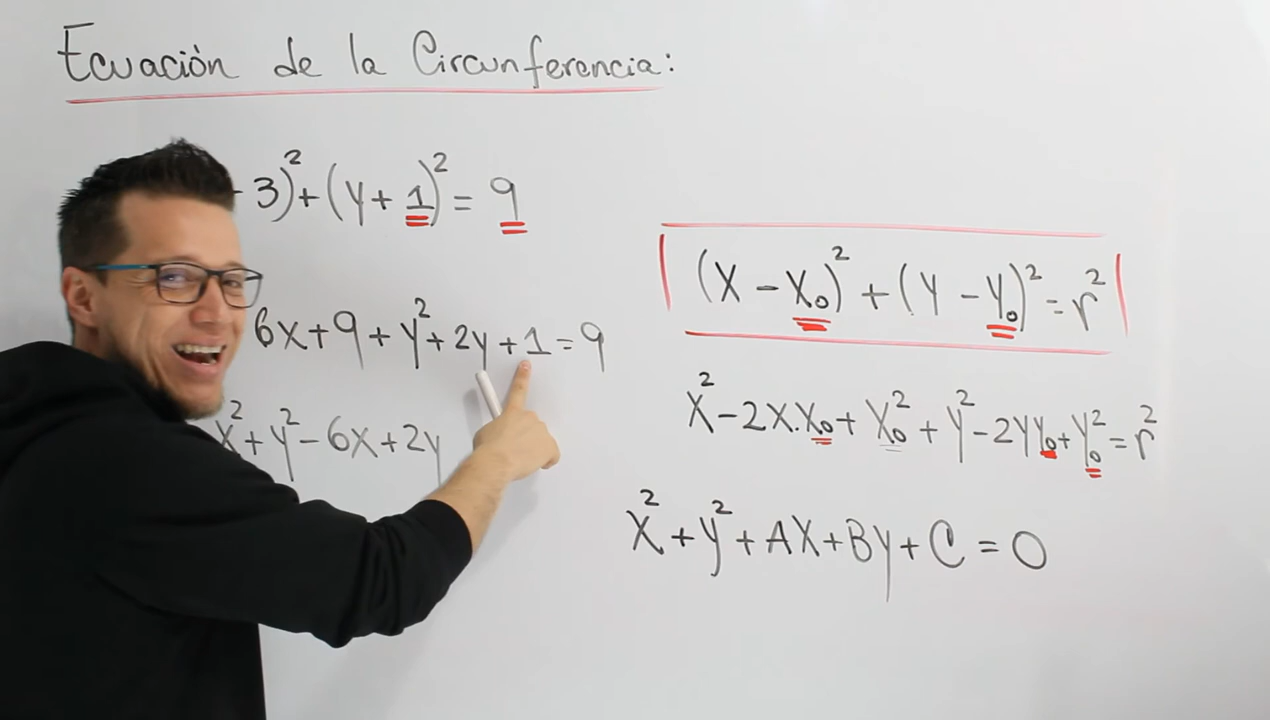 Ecuación de la Circunferencia:
- 3)² + (y + 1)² = 9
6x + 9 + y² + 2y + 1 = 9
x² + y² - 6x + 2y
(x - x₀)² + (y - y₀)² = r²
x² - 2x.x₀ + x₀² + y² - 2yy₀ + y₀² = r²
x² + y² + Ax + By + C = 0